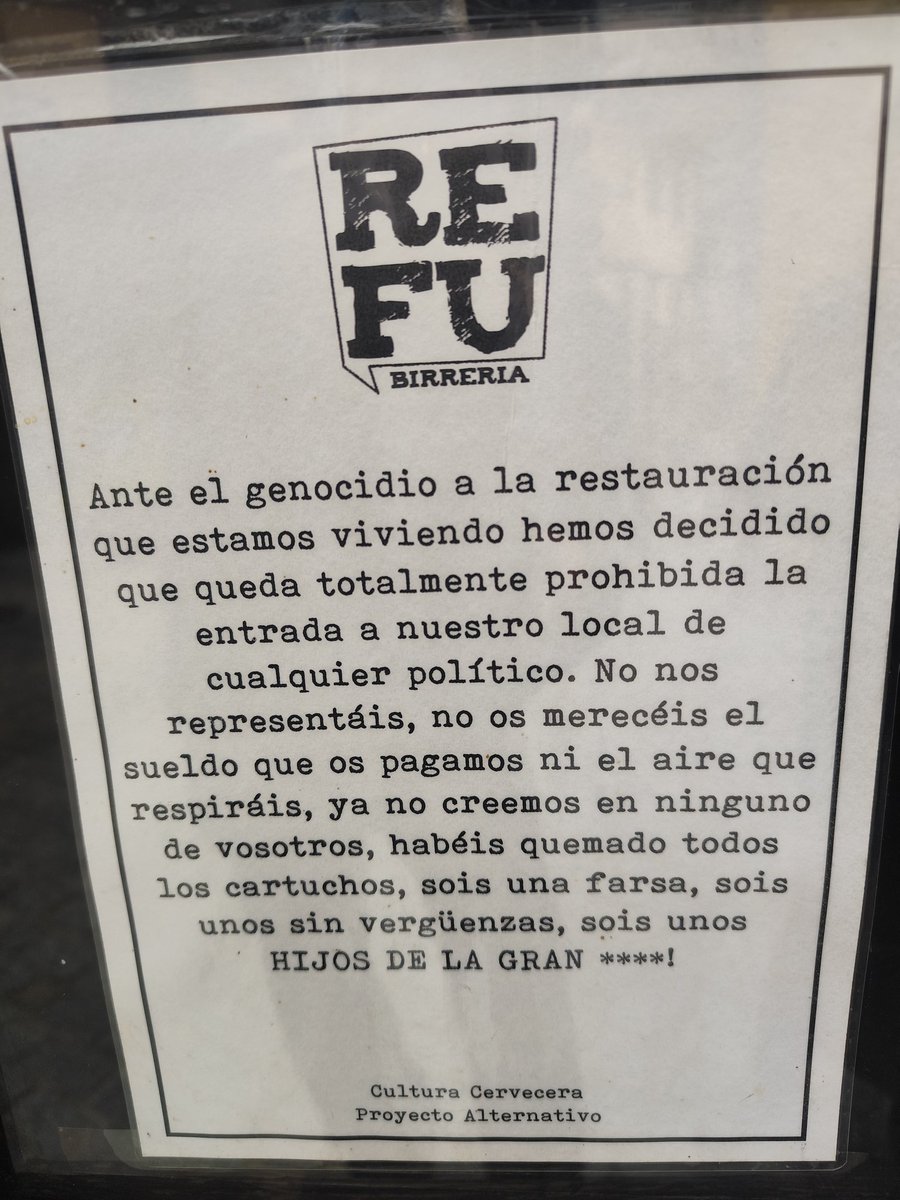 RE
FU
BIRRERIA
Ante el genocidio a la restauración
que estamos viviendo hemos decidido
que queda totalmente prohibida la
entrada a nuestro local de
cualquier político. No nos
representáis, no os merecéis el
sueldo que os pagamos ni el aire que
respiráis, ya no creemos en ninguno
de vosotros, habéis quemado todos
los cartuchos, sois una farsa, sois
unos sin vergüenzas, sois unos
HIJOS DE LA GRAN ****!
Cultura Cervecera
Proyecto Alternativo